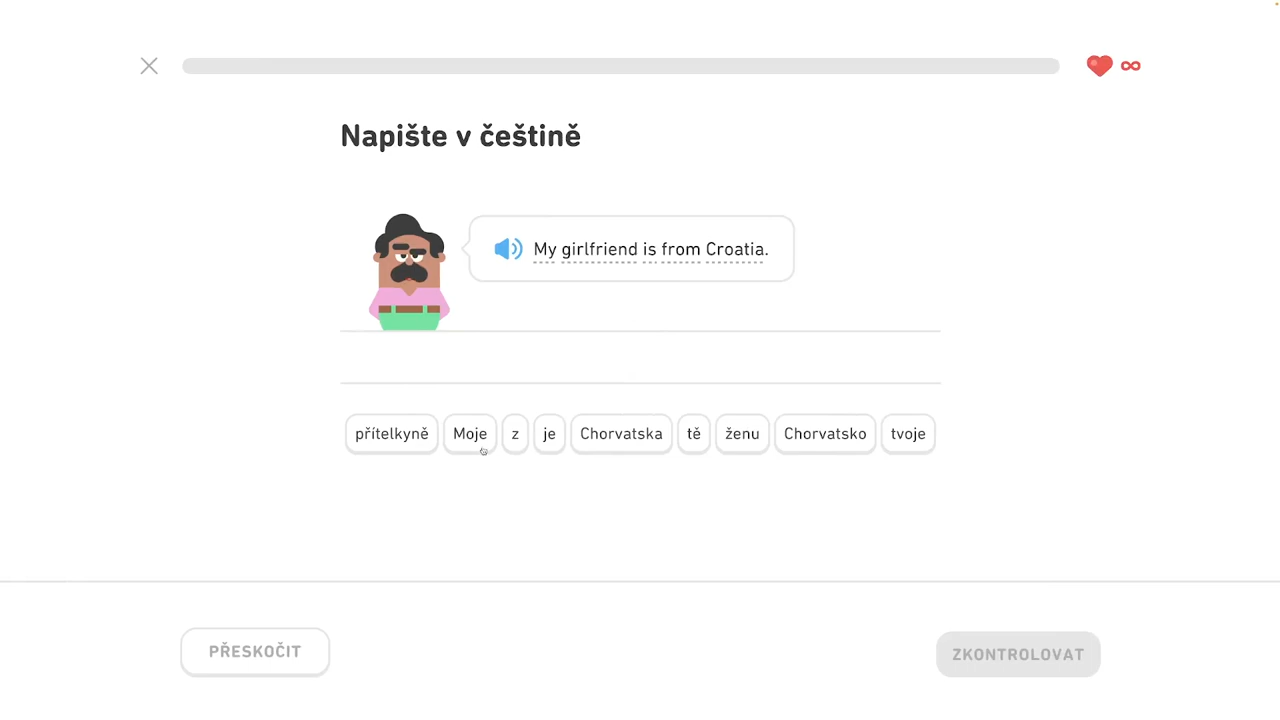 ∞
Napište v češtině
My girlfriend is from Croatia.
přítelkyně Moje z je Chorvatska tě ženu Chorvatsko tvoje
PŘESKOČIT ZKONTROLOVAT